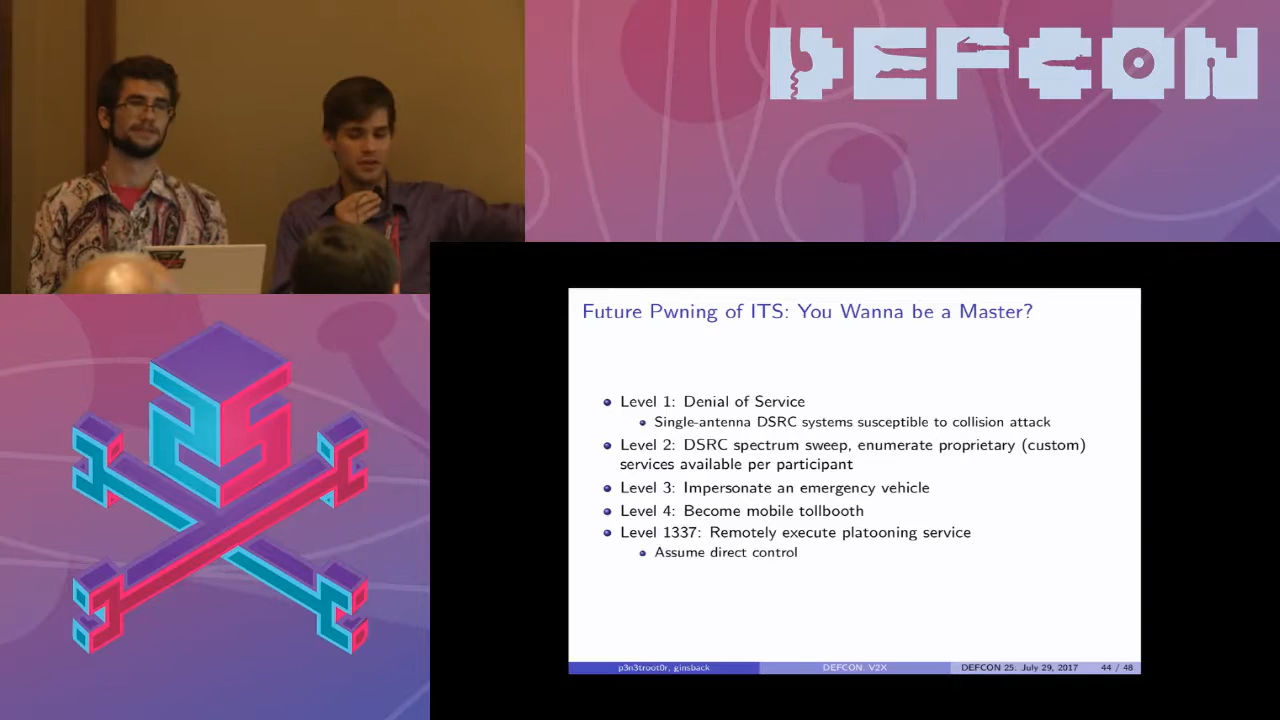 DEFCON
Future Pwning of ITS: You Wanna be a Master?
Level 1: Denial of Service
Single-antenna DSRC systems susceptible to collision attack
Level 2: DSRC spectrum sweep, enumerate proprietary (custom)
services available per participant
Level 3: Impersonate an emergency vehicle
Level 4: Become mobile tollbooth
Level 1337: Remotely execute platooning service
Assume direct control
p3n3troot0r, ginsback
DEFCON. V2X
DEFCON 25. July 29, 2017
44 / 48
25